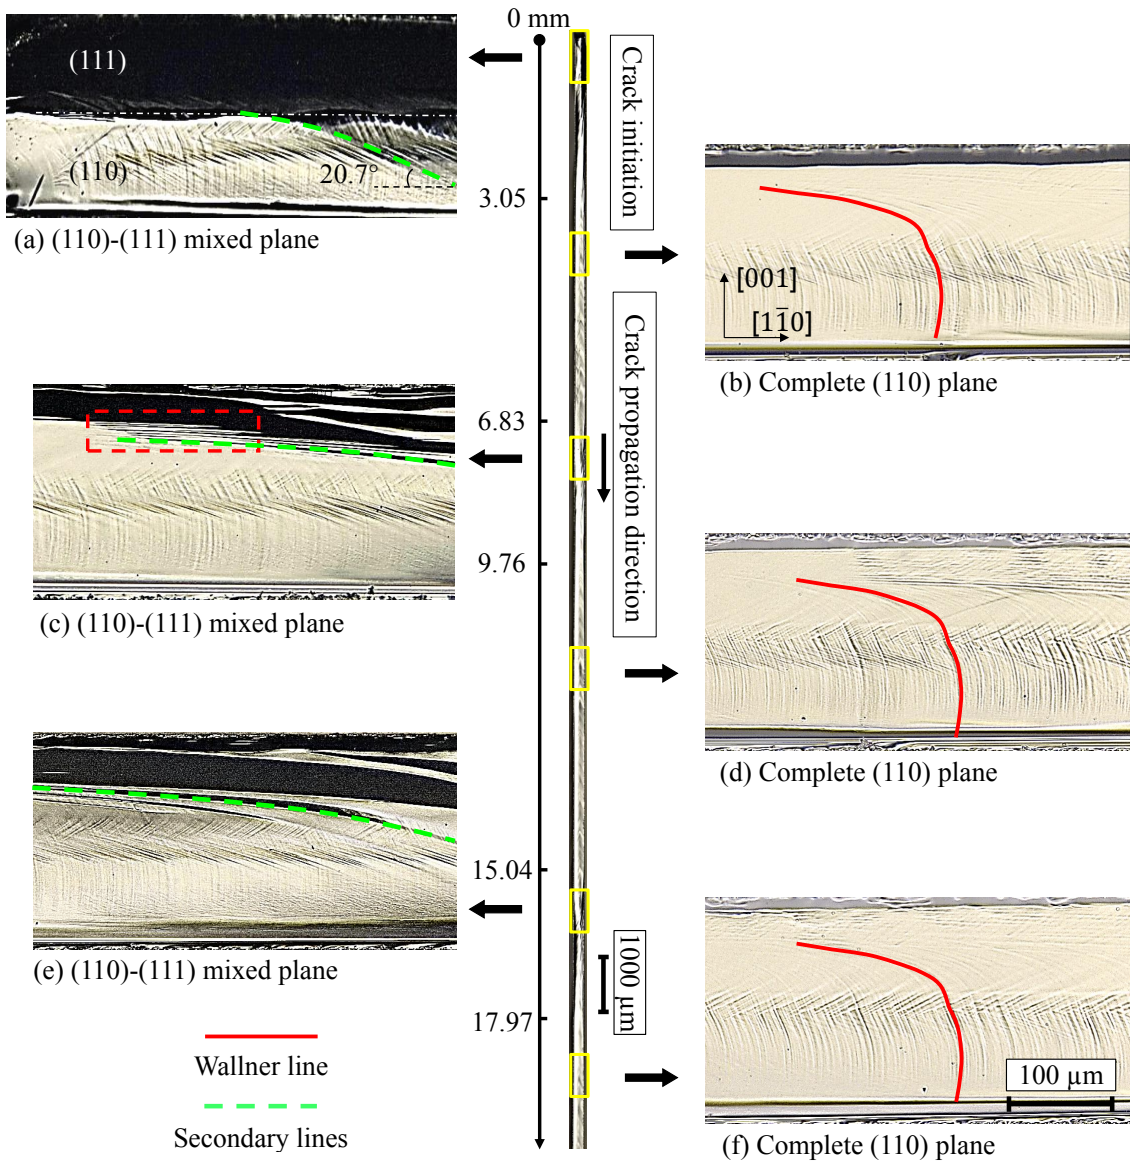 0 mm
(111)
(110)
20.7°
(a) (110)-(111) mixed plane
Crack initiation
3.05
[001]
[11̅0]
(b) Complete (110) plane
Crack propagation direction
6.83
9.76
(c) (110)-(111) mixed plane
(d) Complete (110) plane
15.04
(e) (110)-(111) mixed plane
1000 μm
17.97
Wallner line
Secondary lines
100 μm
(f) Complete (110) plane